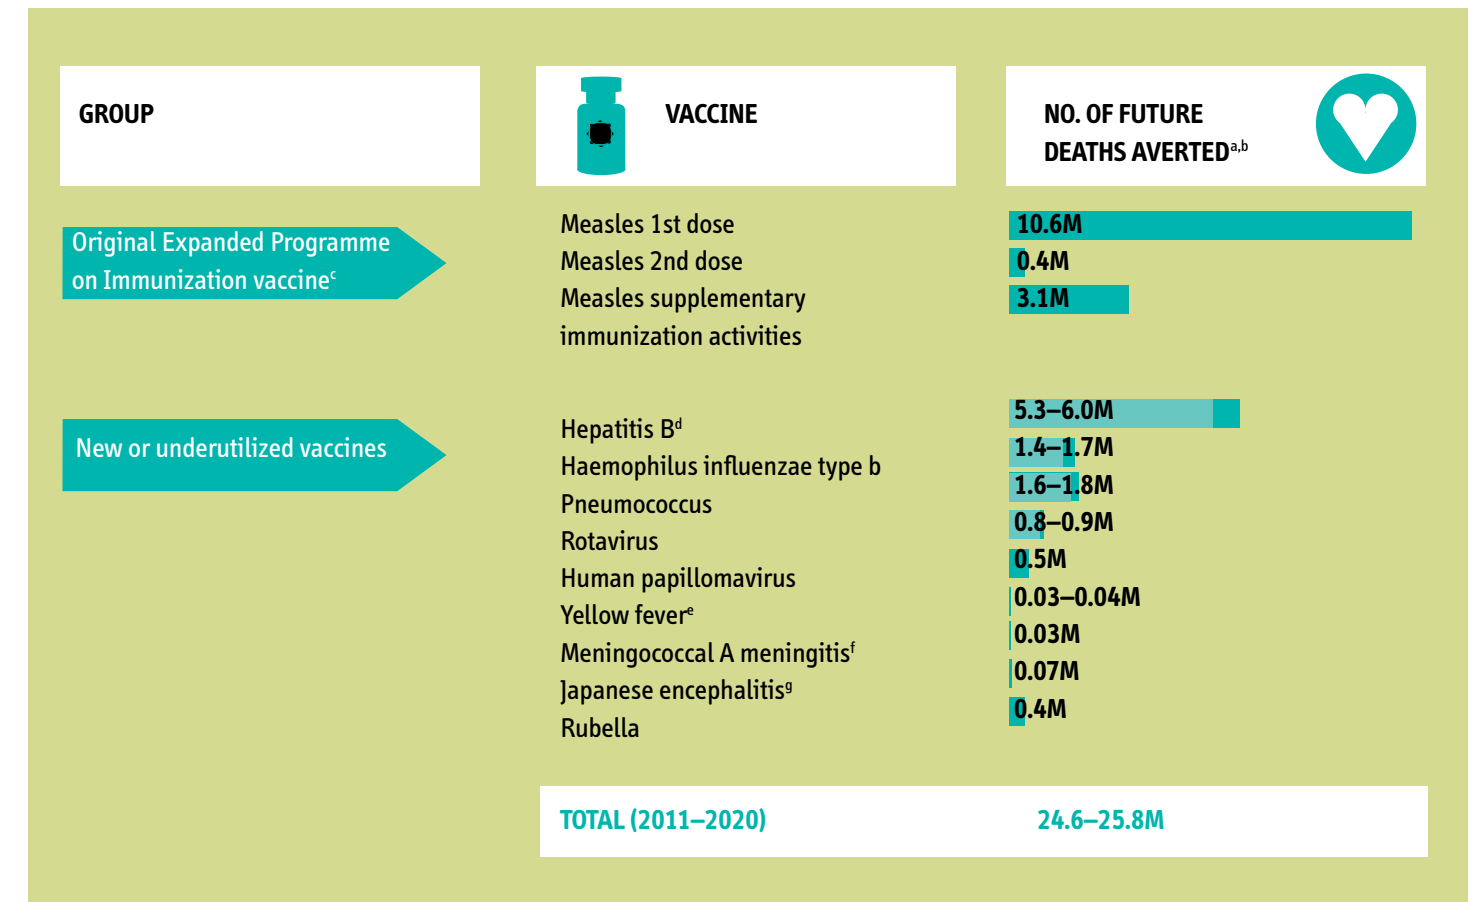 GROUP
VACCINE
NO. OF FUTURE
DEATHS AVERTEDa,b
Original Expanded Programme
on Immunization vaccinec
Measles 1st dose
10.6M
Measles 2nd dose
0.4M
Measles supplementary
immunization activities
3.1M
New or underutilized vaccines
Hepatitis Bd
5.3–6.0M
Haemophilus influenzae type b
1.4–1.7M
Pneumococcus
1.6–1.8M
Rotavirus
0.8–0.9M
Human papillomavirus
0.5M
Yellow fevere
0.03–0.04M
Meningococcal A meningitisf
0.03M
Japanese encephalitisg
0.07M
Rubella
0.4M
TOTAL (2011–2020)
24.6–25.8M